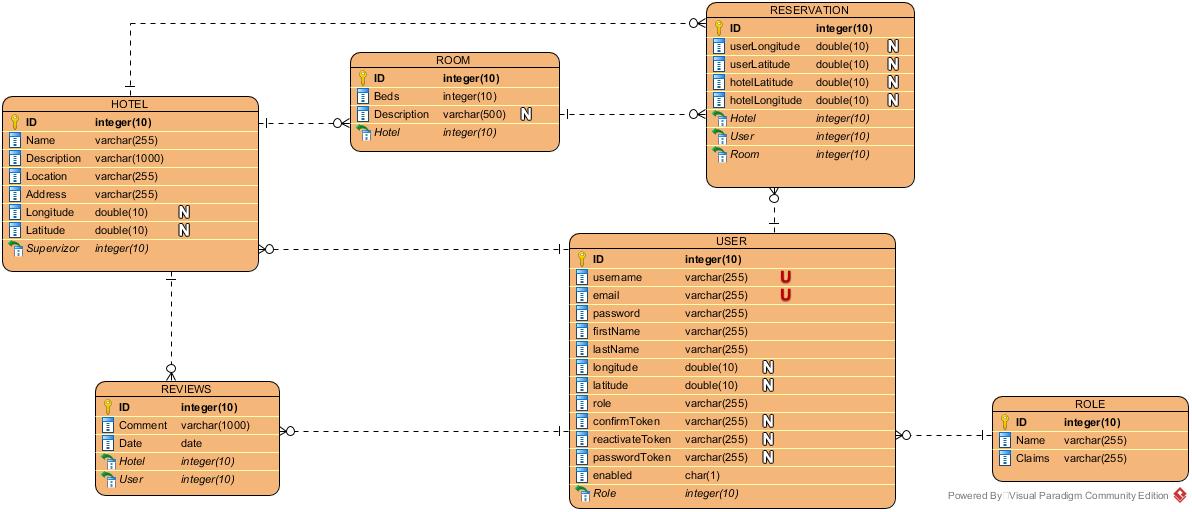 RESERVATION
ID integer(10)
userLongitude double(10) N
userLatitude double(10) N
hotelLatitude double(10) N
hotelLongitude double(10) N
Hotel integer(10)
User integer(10)
Room integer(10)
ROOM
ID integer(10)
Beds integer(10)
Description varchar(500) N
Hotel integer(10)
HOTEL
ID integer(10)
Name varchar(255)
Description varchar(1000)
Location varchar(255)
Address varchar(255)
Longitude double(10) N
Latitude double(10) N
Supervizor integer(10)
USER
ID integer(10)
username varchar(255) U
email varchar(255) U
password varchar(255)
firstName varchar(255)
lastName varchar(255)
longitude double(10) N
latitude double(10) N
role varchar(255)
confirmToken varchar(255) N
reactivateToken varchar(255) N
passwordToken varchar(255) N
enabled char(1)
Role integer(10)
REVIEWS
ID integer(10)
Comment varchar(1000)
Date date
Hotel integer(10)
User integer(10)
ROLE
ID integer(10)
Name varchar(255)
Claims varchar(255)
Powered By Visual Paradigm Community Edition